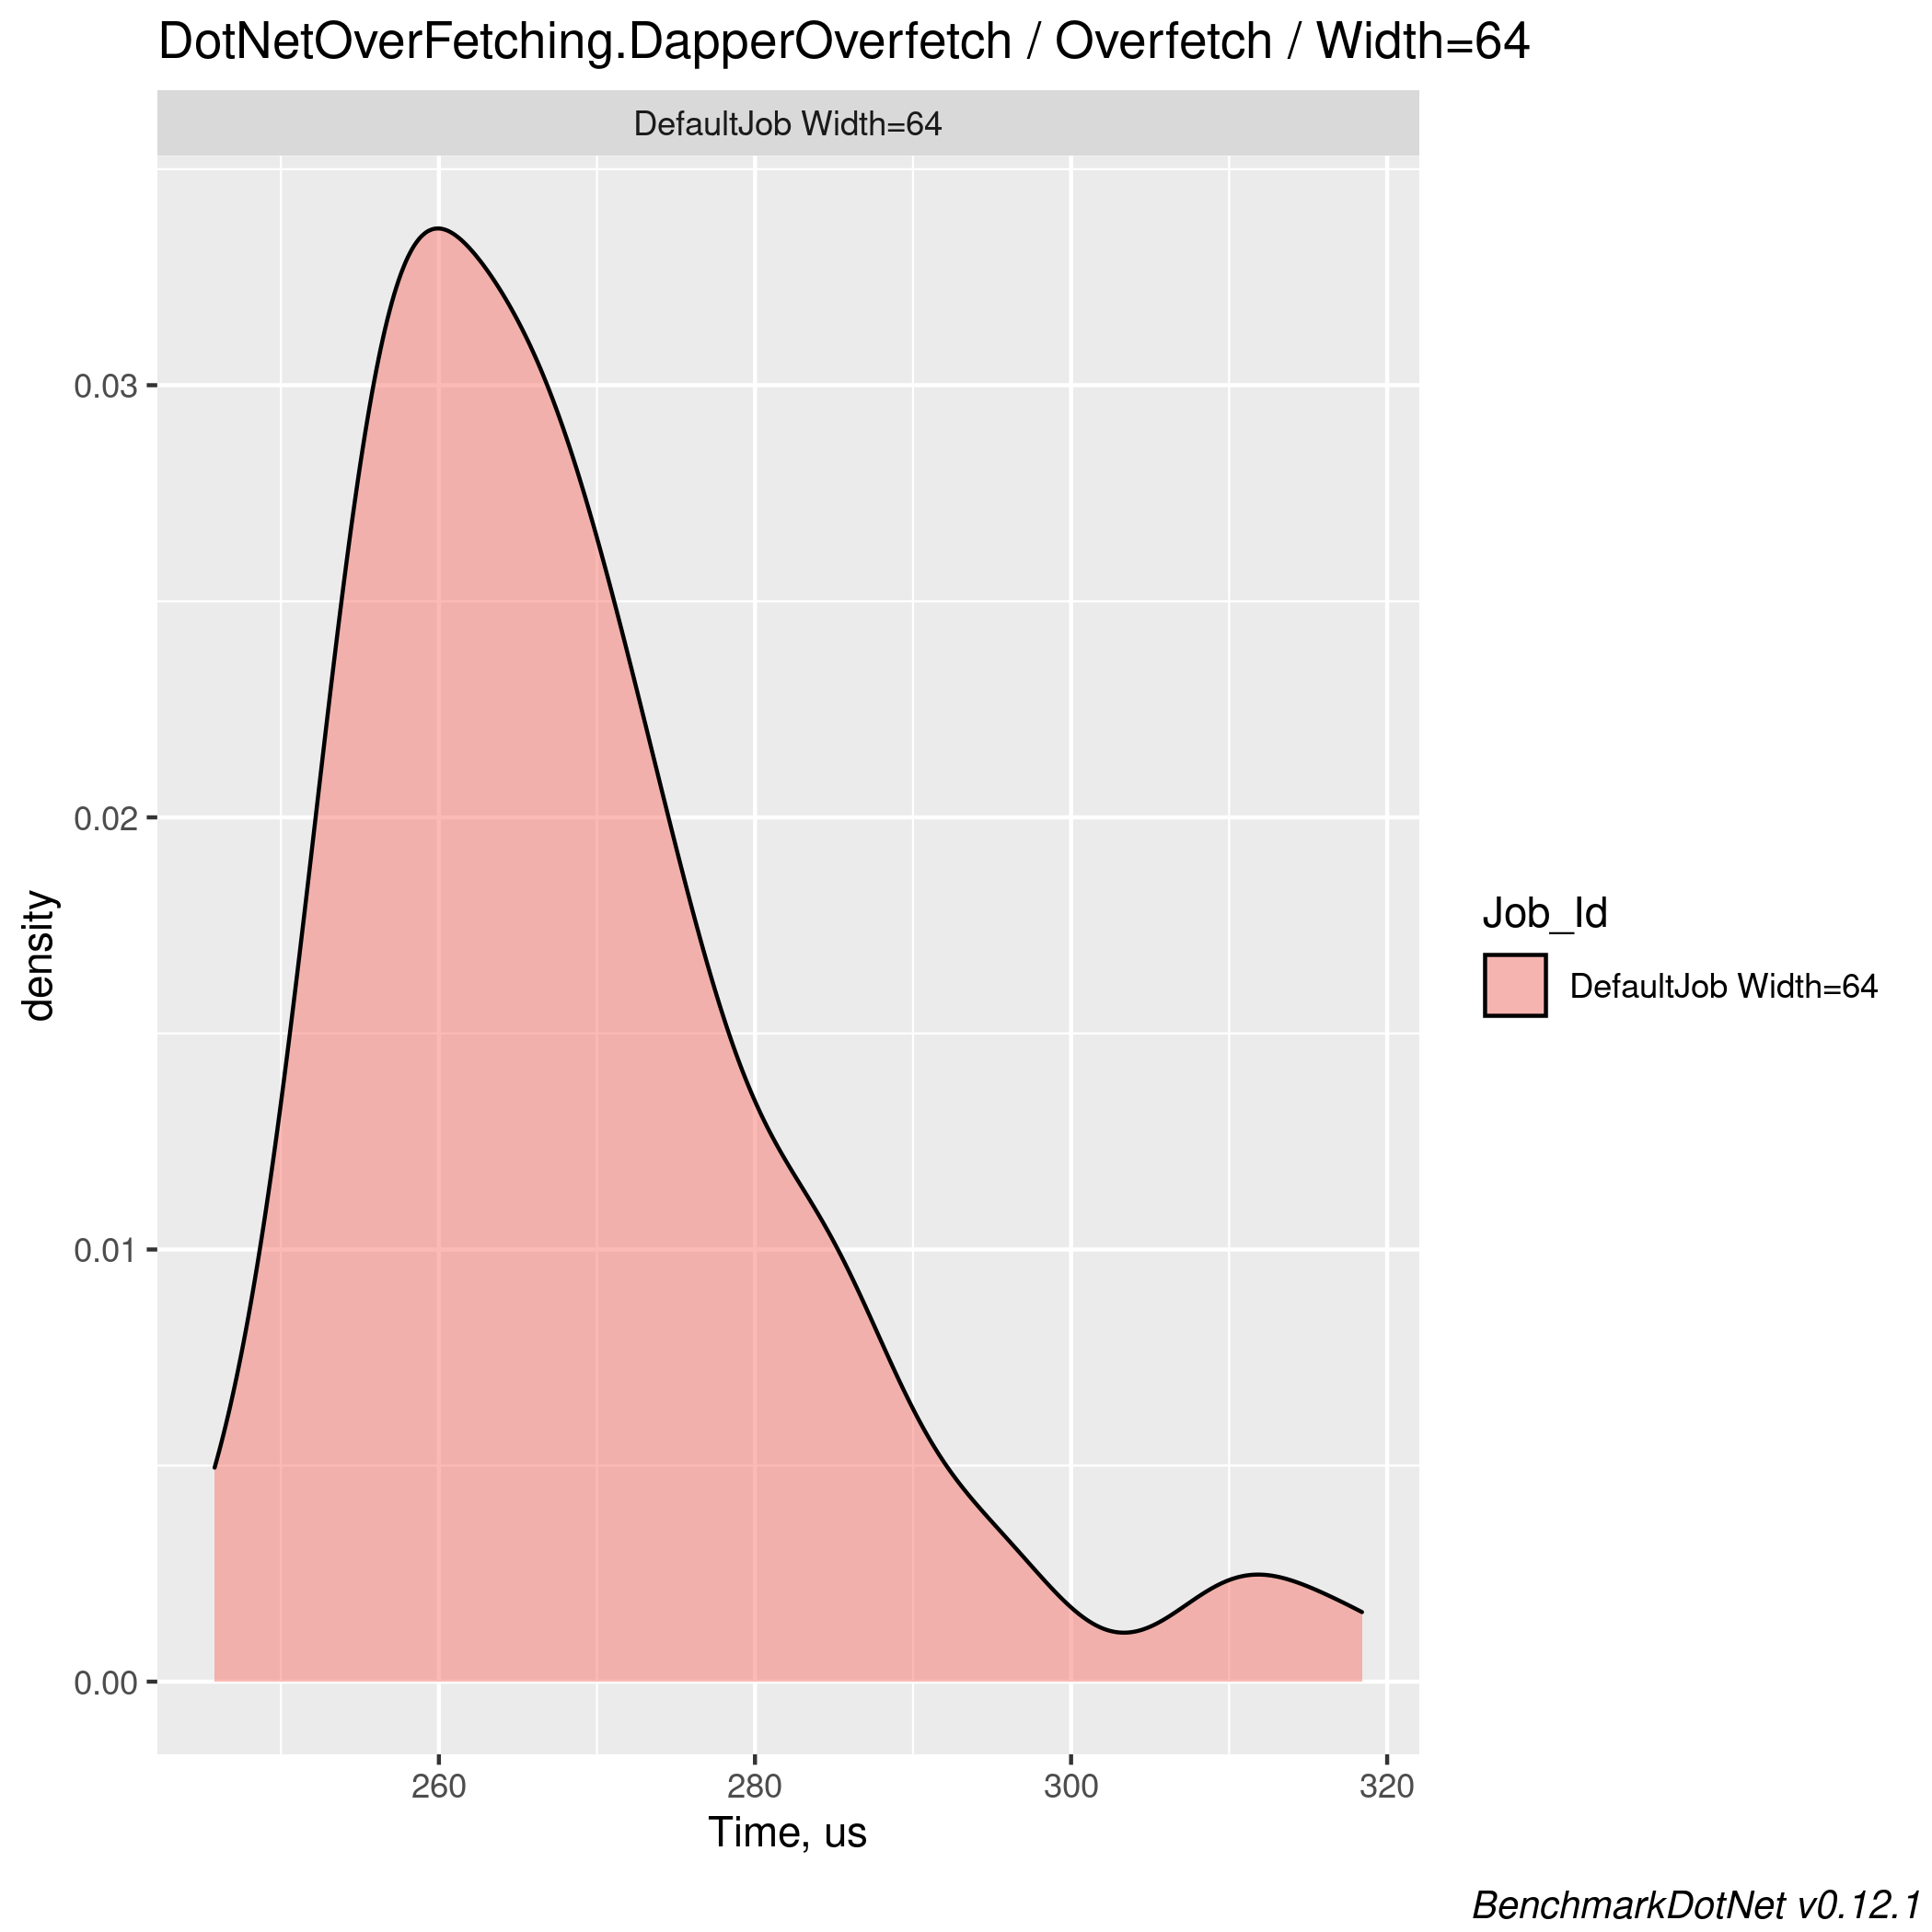 DotNetOverFetching.DapperOverfetch / Overfetch / Width=64
DefaultJob Width=64
0.03
0.02
0.01
0.00
density
260 280 300 320
Time, us
Job_Id
DefaultJob Width=64
BenchmarkDotNet v0.12.1